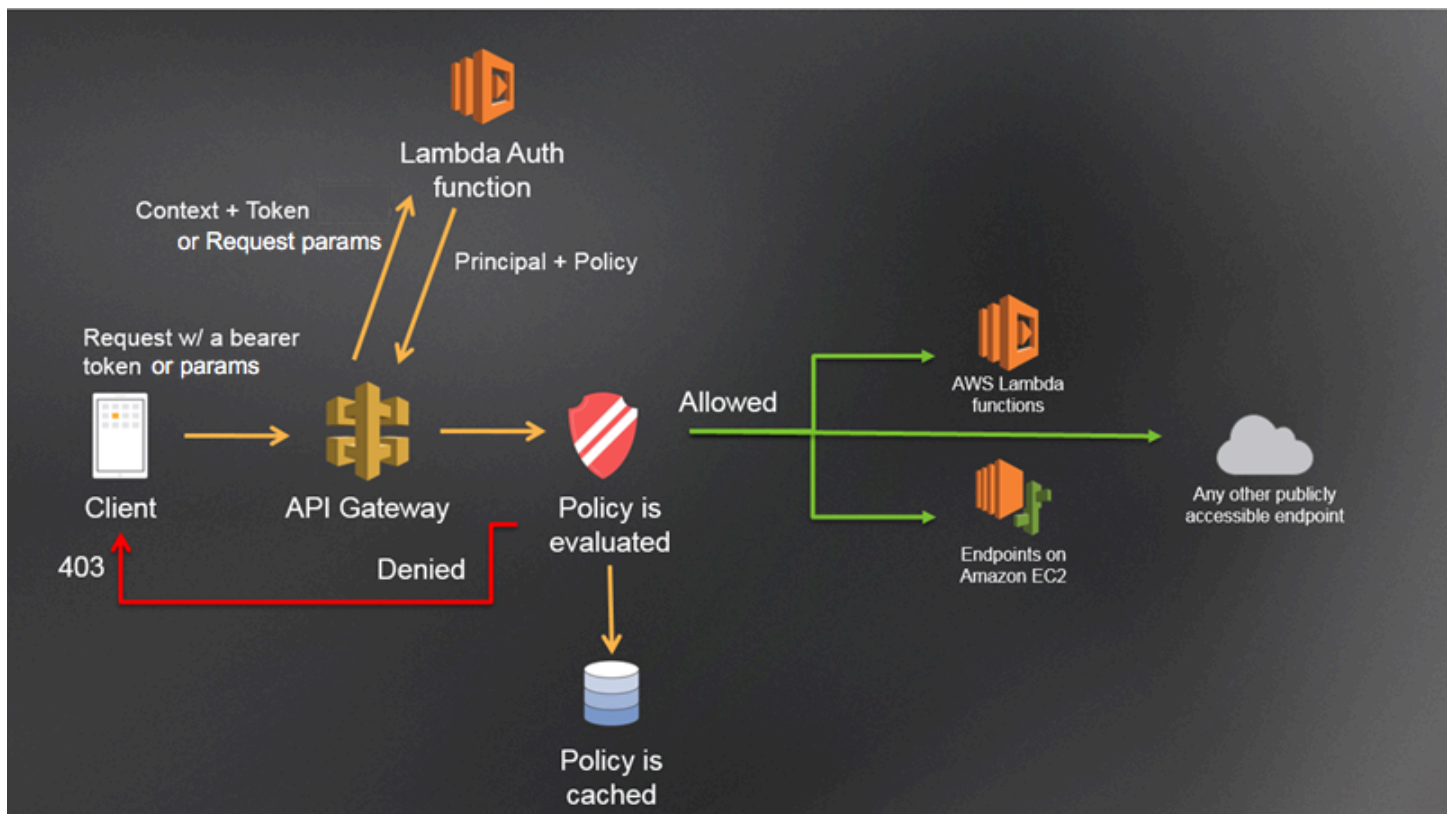 Lambda Auth
function
Context + Token
or Request params
Principal + Policy
Request w/ a bearer
token or params
Client
API Gateway
Policy is
evaluated
Allowed
AWS Lambda
functions
Any other publicly
accessible endpoint
Endpoints on
Amazon EC2
403
Denied
Policy is
cached